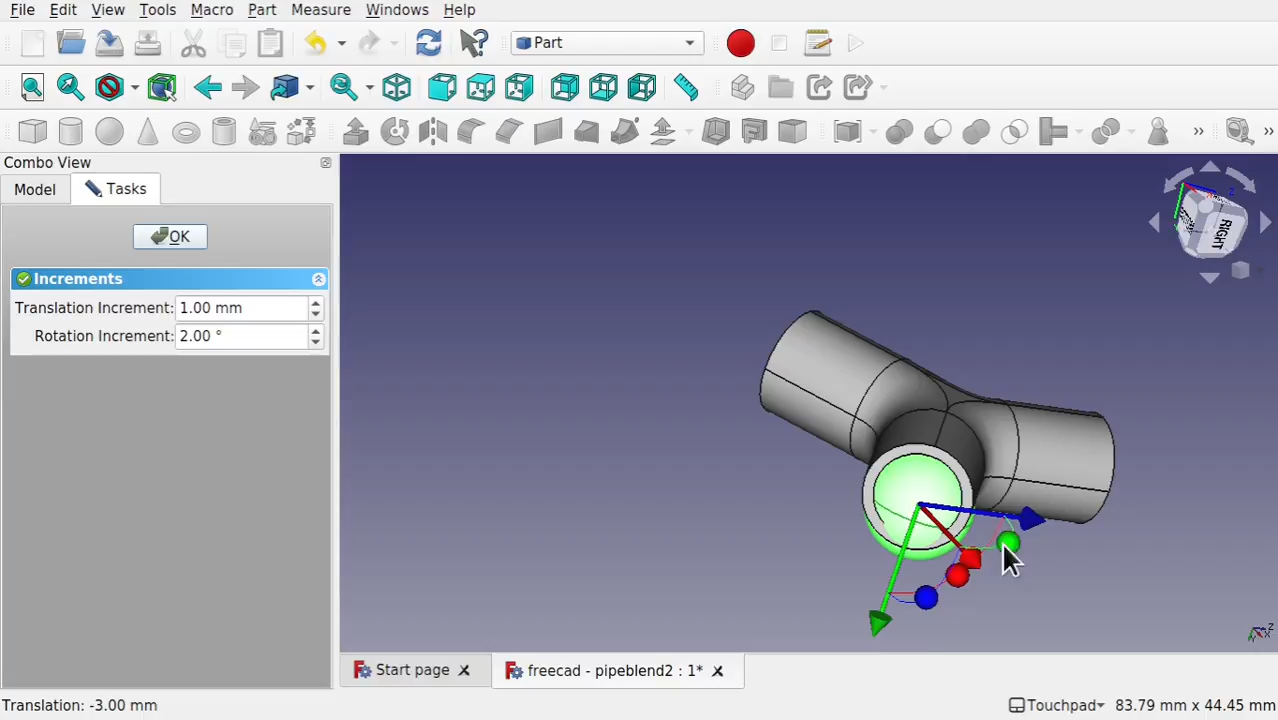 File Edit View Tools Macro Part Measure Windows Help
Part
Combo View
Model Tasks
OK
Increments
Translation Increment: 1.00 mm
Rotation Increment: 2.00 °
RIGHT
Z
Start page
freecad - pipeblend2 : 1*
Translation: -3.00 mm
Touchpad 83.79 mm x 44.45 mm